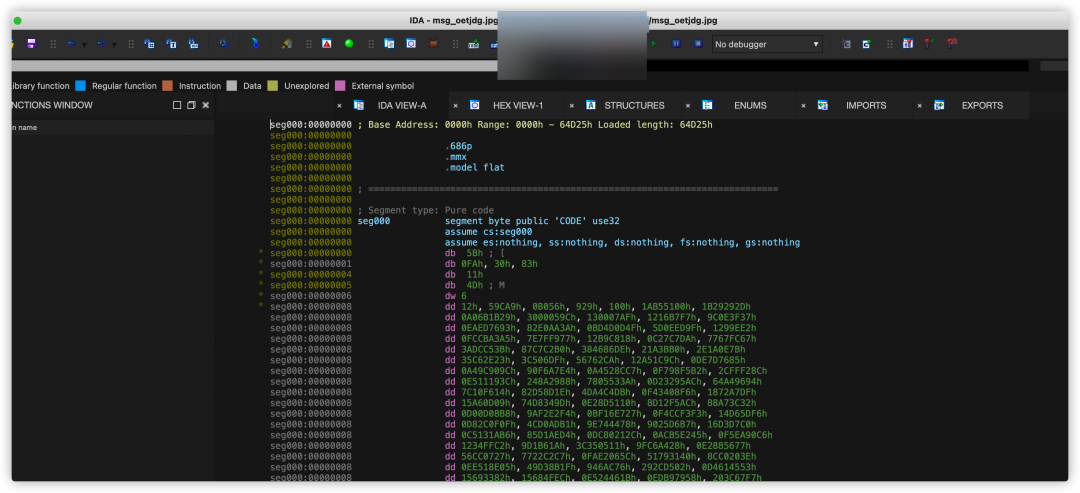 IDA - msg_oetjdg.jpg /msg_oetjdg.jpg
No debugger
ibrary function Regular function Instruction Data Unexplored External symbol
NCTIONS WINDOW IDA VIEW-A HEX VIEW-1 STRUCTURES ENUMS IMPORTS EXPORTS
n name
seg000:00000000 ; Base Address: 0000h Range: 0000h - 64D25h Loaded length: 64D25h
seg000:00000000
seg000:00000000 .686p
seg000:00000000 .mmx
seg000:00000000 .model flat
seg000:00000000
seg000:00000000 ; ===========================================================================
seg000:00000000
seg000:00000000 ; Segment type: Pure code
seg000:00000000 seg000 segment byte public 'CODE' use32
seg000:00000000 assume cs:seg000
seg000:00000000 assume es:nothing, ss:nothing, ds:nothing, fs:nothing, gs:nothing
seg000:00000000 db 5Bh ; [
seg000:00000001 db 0FAh, 30h, 83h
seg000:00000004 db 11h
seg000:00000005 db 4Dh ; M
seg000:00000006 dw 6
seg000:00000008 dd 12h, 59CA9h, 0B056h, 929h, 100h, 1AB55100h, 1B29292Dh
seg000:00000008 dd 0A06B1B29h, 3000059Ch, 130007AFh, 1216B7F7h, 9C0E3F37h
seg000:00000008 dd 0EAED7693h, 82E0AA3Ah, 0BD4D0D4Fh, 5D0EED9Fh, 1299EE2h
seg000:00000008 dd 0FCCBA3A5h, 7E7FF977h, 12B9C818h, 0C27C7DAh, 7767FC67h
seg000:00000008 dd 3ADCC53Bh, 87C7C2B0h, 384686DEh, 21A3BB0h, 2E1A0E7Bh
seg000:00000008 dd 35C62E23h, 3C506DFh, 56762CAh, 12A51C9Ch, 0DE7D7685h
seg000:00000008 dd 0A49C909Ch, 90F6A7E4h, 0A4528CC7h, 0F798F5B2h, 2CFFF28Ch
seg000:00000008 dd 0E511193Ch, 248A2988h, 7805533Ah, 0D23295ACh, 64A49694h
seg000:00000008 dd 7C10F614h, 82D58D1Eh, 4DA4C4DBh, 0F43408F6h, 1872A7DFh
seg000:00000008 dd 15A60D09h, 74D8349Dh, 0E28D5110h, 8D12F5ACh, 88A73C32h
seg000:00000008 dd 0D00D08B8h, 9AF2E2F4h, 0BF16E727h, 0F4CCF3F3h, 14D65DF6h
seg000:00000008 dd 0D82C0F0Fh, 4CD0ADB1h, 9E744478h, 9025D6B7h, 16D3D7C0h
seg000:00000008 dd 0C5131AB6h, 85D1AED4h, 0DC80212Ch, 0ACB5E245h, 0F5EA90C6h
seg000:00000008 dd 1234FFC2h, 9D1B61Ah, 3C350511h, 9FC6A428h, 0E2885677h
seg000:00000008 dd 56CC0727h, 7722C2C7h, 0FAE2065Ch, 51793140h, 8CC0203Eh
seg000:00000008 dd 0EE518E05h, 49D38B1Fh, 946AC76h, 292CD502h, 0D4614553h
seg000:00000008 dd 15693382h, 15684FECh, 0E524461Bh, 0EDB97958h, 203C67F7h